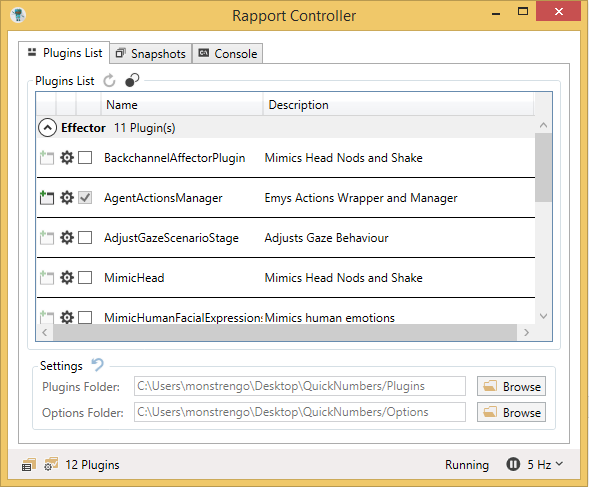 Rapport Controller
Plugins List Snapshots Console
Plugins List
Name Description
Effector 11 Plugin(s)
BackchannelAffectorPlugin Mimics Head Nods and Shake
AgentActionsManager Emys Actions Wrapper and Manager
AdjustGazeScenarioStage Adjusts Gaze Behaviour
MimicHead Mimics Head Nods and Shake
MimicHumanFacialExpressions Mimics human emotions
Settings
Plugins Folder: C:\Users\monstrengo\Desktop\QuickNumbers/Plugins Browse
Options Folder: C:\Users\monstrengo\Desktop\QuickNumbers/Options Browse
12 Plugins Running 5 Hz